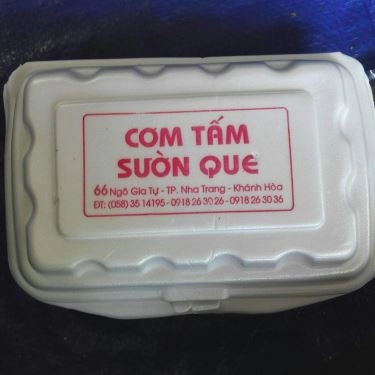 CƠM TẤM
SƯỜN QUE
66 Ngô Gia Tự - TP. Nha Trang - Khánh Hòa
ĐT: (058) 35 14195 - 0918 26 30 26 - 0918 26 30 36